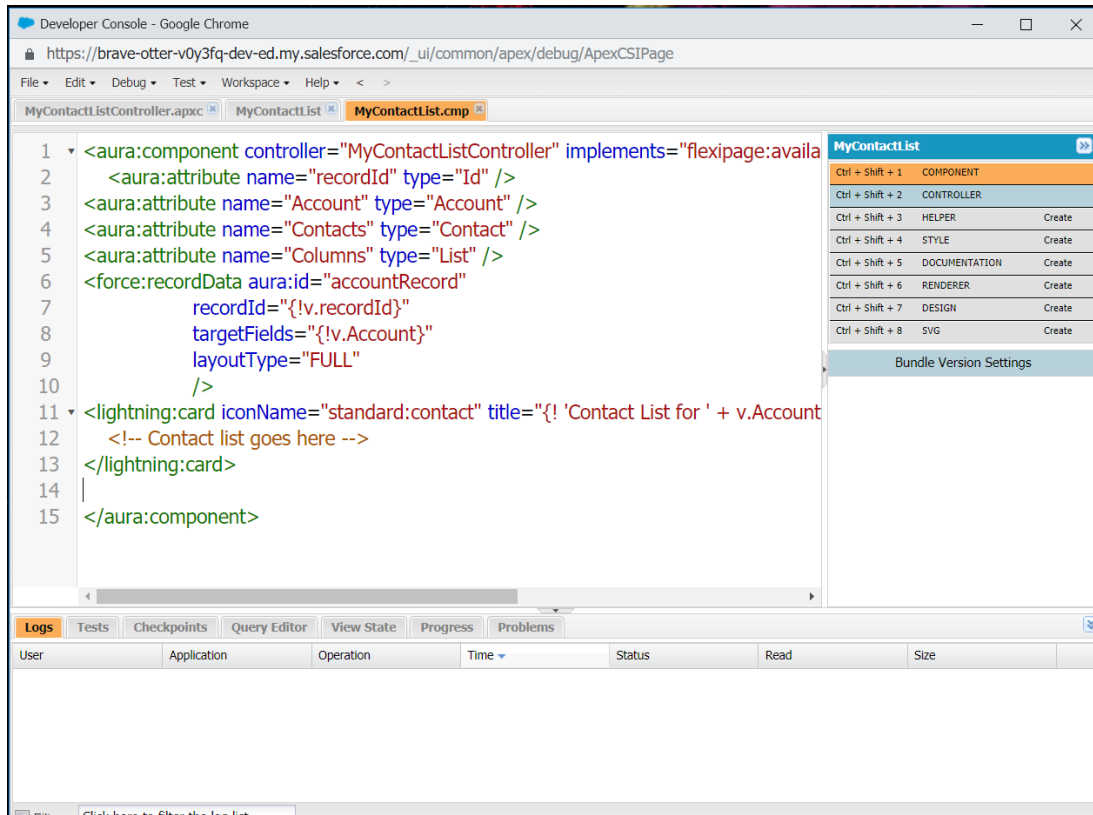 Developer Console - Google Chrome
https://brave-otter-v0y3fq-dev-ed.my.salesforce.com/_ui/common/apex/debug/ApexCSIPage
File Edit Debug Test Workspace Help < >
MyContactListController.apxc MyContactList MyContactList.cmp
1 <aura:component controller="MyContactListController" implements="flexipage:availa
2 <aura:attribute name="recordId" type="Id" />
3 <aura:attribute name="Account" type="Account" />
4 <aura:attribute name="Contacts" type="Contact" />
5 <aura:attribute name="Columns" type="List" />
6 <force:recordData aura:id="accountRecord"
7 recordId="{!v.recordId}"
8 targetFields="{!v.Account}"
9 layoutType="FULL"
10 />
11 <lightning:card iconName="standard:contact" title="{! 'Contact List for ' + v.Account
12 <!-- Contact list goes here -->
13 </lightning:card>
14
15 </aura:component>
MyContactList
Ctrl + Shift + 1 COMPONENT
Ctrl + Shift + 2 CONTROLLER
Ctrl + Shift + 3 HELPER Create
Ctrl + Shift + 4 STYLE Create
Ctrl + Shift + 5 DOCUMENTATION Create
Ctrl + Shift + 6 RENDERER Create
Ctrl + Shift + 7 DESIGN Create
Ctrl + Shift + 8 SVG Create
Bundle Version Settings
Logs Tests Checkpoints Query Editor View State Progress Problems
User Application Operation Time Status Read Size
Click here to filter the log list